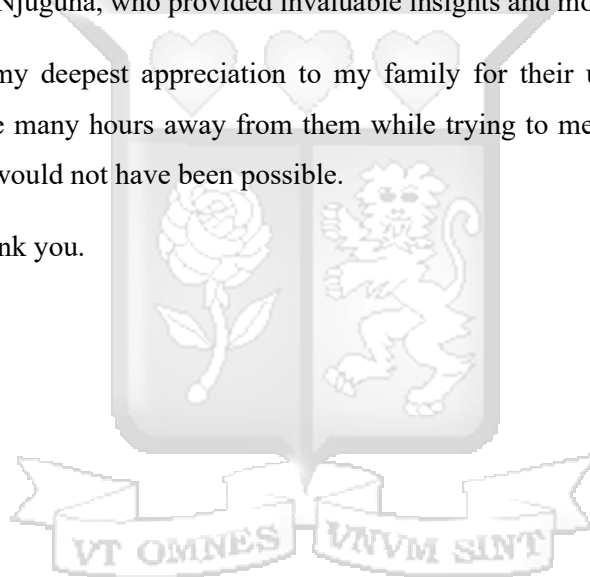 Njuguna, who provided invaluable insights and mo
my deepest appreciation to my family for their u
many hours away from them while trying to me
would not have been possible.
nk you.
VT OMNES VNVM SINT